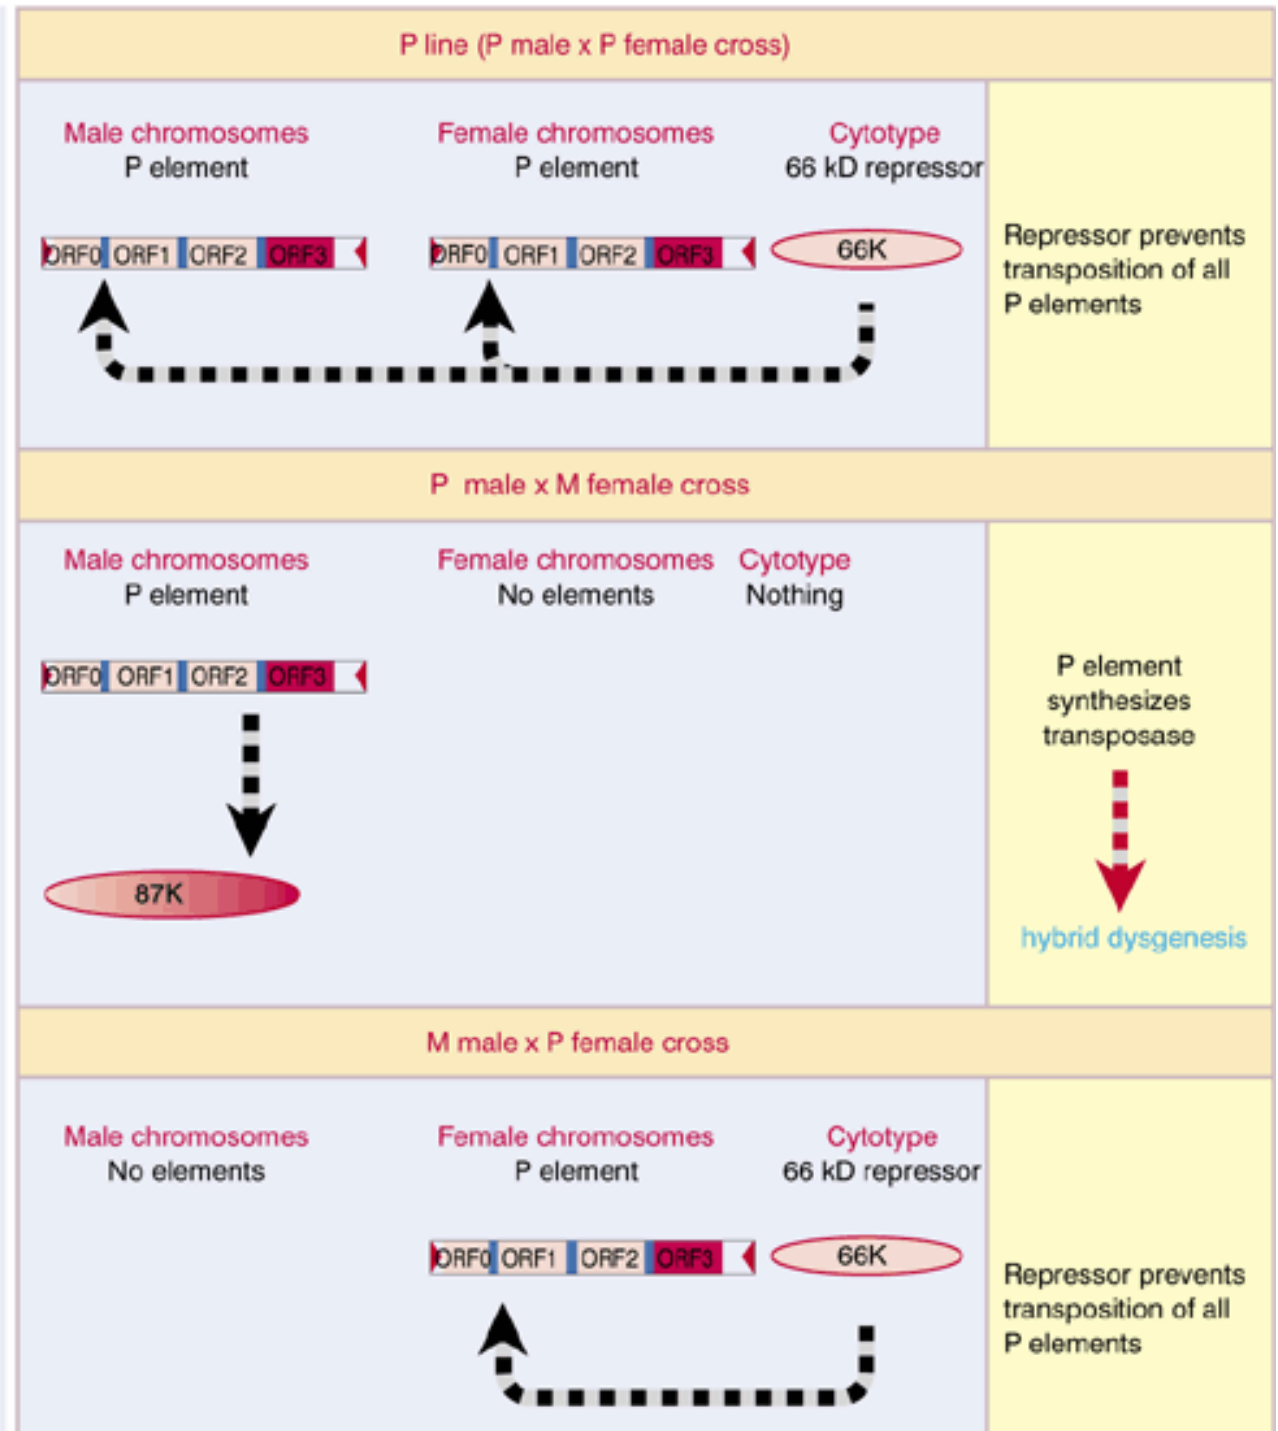 P line (P male x P female cross)
Male chromosomes Female chromosomes Cytotype
P element P element 66 kD repressor
ORF0 ORF1 ORF2 ORF3 ORF0 ORF1 ORF2 ORF3 66K
Repressor prevents
transposition of all
P elements
P male x M female cross
Male chromosomes Female chromosomes Cytotype
P element No elements Nothing
ORF0 ORF1 ORF2 ORF3
87K
P element
synthesizes
transposase
hybrid dysgenesis
M male x P female cross
Male chromosomes Female chromosomes Cytotype
No elements P element 66 kD repressor
ORF0 ORF1 ORF2 ORF3 66K
Repressor prevents
transposition of all
P elements